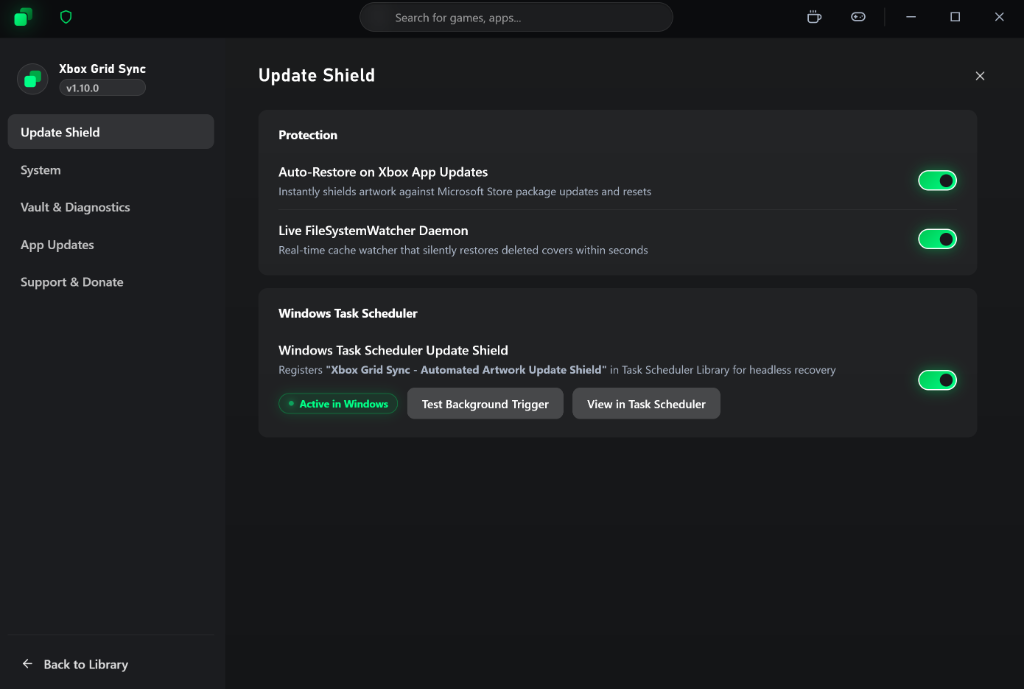 Search for games, apps...
Xbox Grid Sync
v1.10.0
Update Shield
System
Vault & Diagnostics
App Updates
Support & Donate
Back to Library
Update Shield
Protection
Auto-Restore on Xbox App Updates
Instantly shields artwork against Microsoft Store package updates and resets
Live FileSystemWatcher Daemon
Real-time cache watcher that silently restores deleted covers within seconds
Windows Task Scheduler
Windows Task Scheduler Update Shield
Registers "Xbox Grid Sync - Automated Artwork Update Shield" in Task Scheduler Library for headless recovery
Active in Windows
Test Background Trigger
View in Task Scheduler